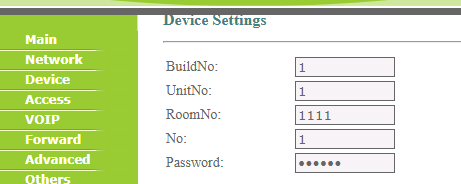 Device Settings
Main
Network
Device
Access
VOIP
Forward
Advanced
Others
BuildNo: 1
UnitNo: 1
RoomNo: 1111
No: 1
Password: ••••••